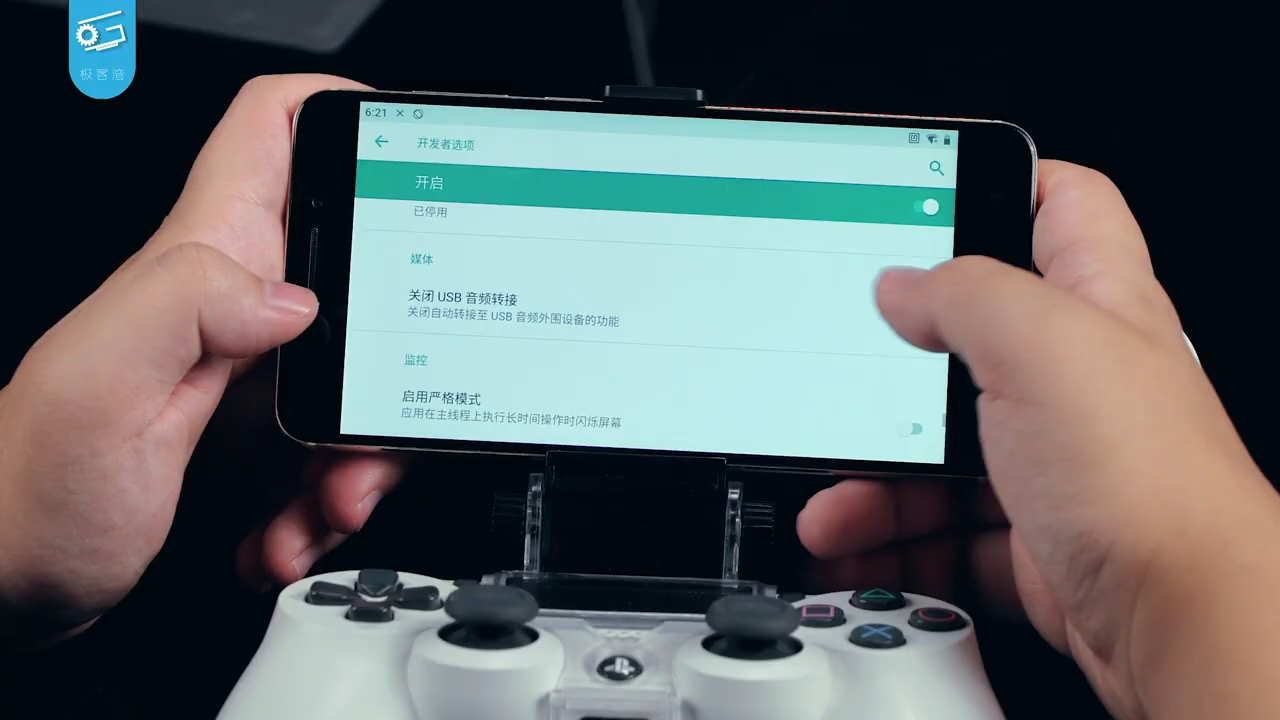 极客湾
6:21
开发者选项
开启
已停用
媒体
关闭 USB 音频转接
关闭自动转接至 USB 音频外围设备的功能
监控
启用严格模式
应用在主线程上执行长时间操作时闪烁屏幕